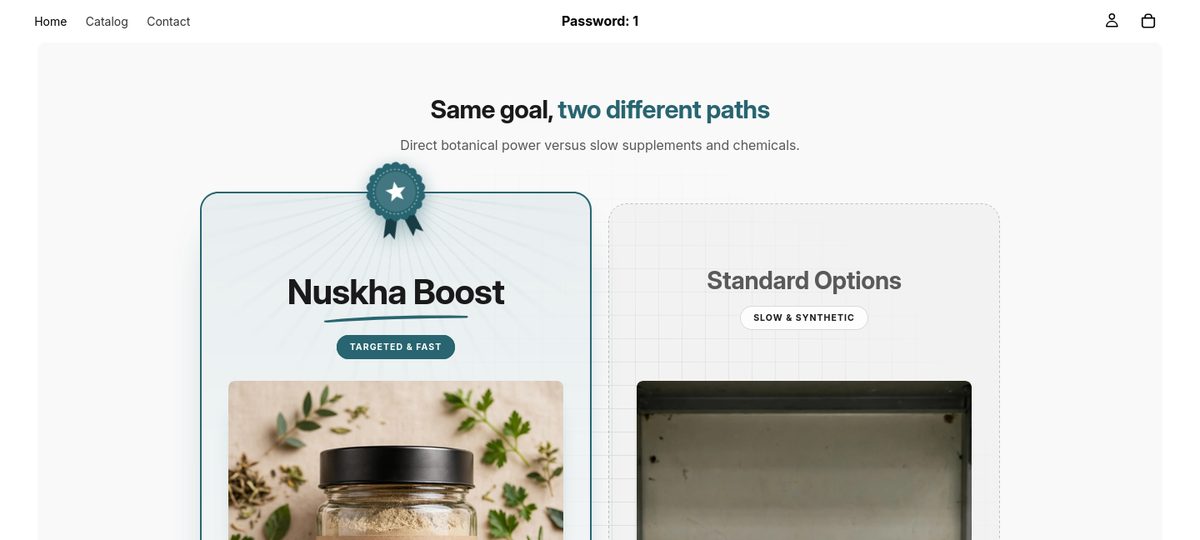 Home Catalog Contact
Password: 1
Same goal, two different paths
Direct botanical power versus slow supplements and chemicals.
Nuskha Boost
TARGETED & FAST
Standard Options
SLOW & SYNTHETIC